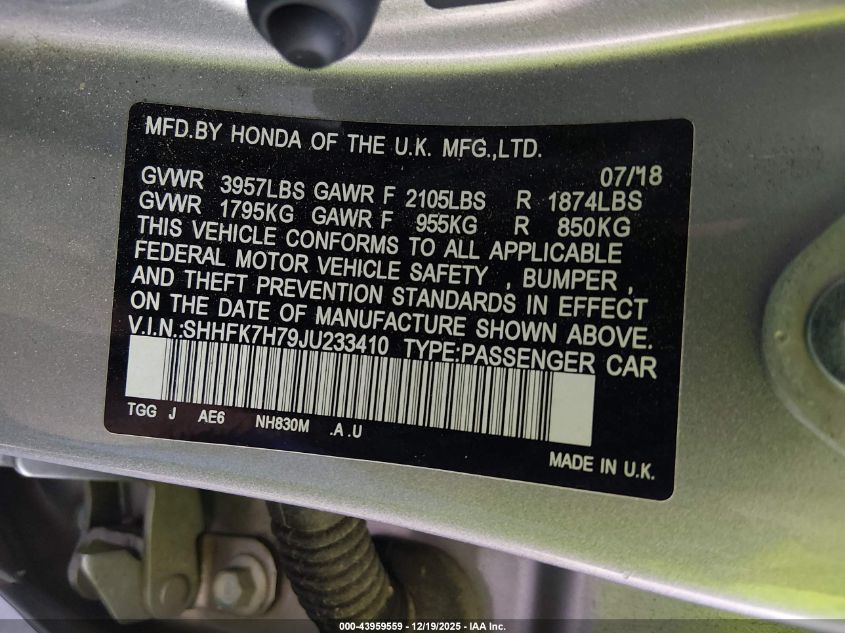 MFD.BY HONDA OF THE U.K. MFG.,LTD.
07/18
GVWR 3957LBS GAWR F 2105LBS R 1874LBS
GVWR 1795KG GAWR F 955KG R 850KG
THIS VEHICLE CONFORMS TO ALL APPLICABLE
FEDERAL MOTOR VEHICLE SAFETY , BUMPER ,
AND THEFT PREVENTION STANDARDS IN EFFECT
ON THE DATE OF MANUFACTURE SHOWN ABOVE.
V.I.N.:SHHFK7H79JU233410 TYPE:PASSENGER CAR
TGG J AE6 NH830M .A.U
MADE IN U.K.
000-43959559 - 12/19/2025 - IAA Inc.